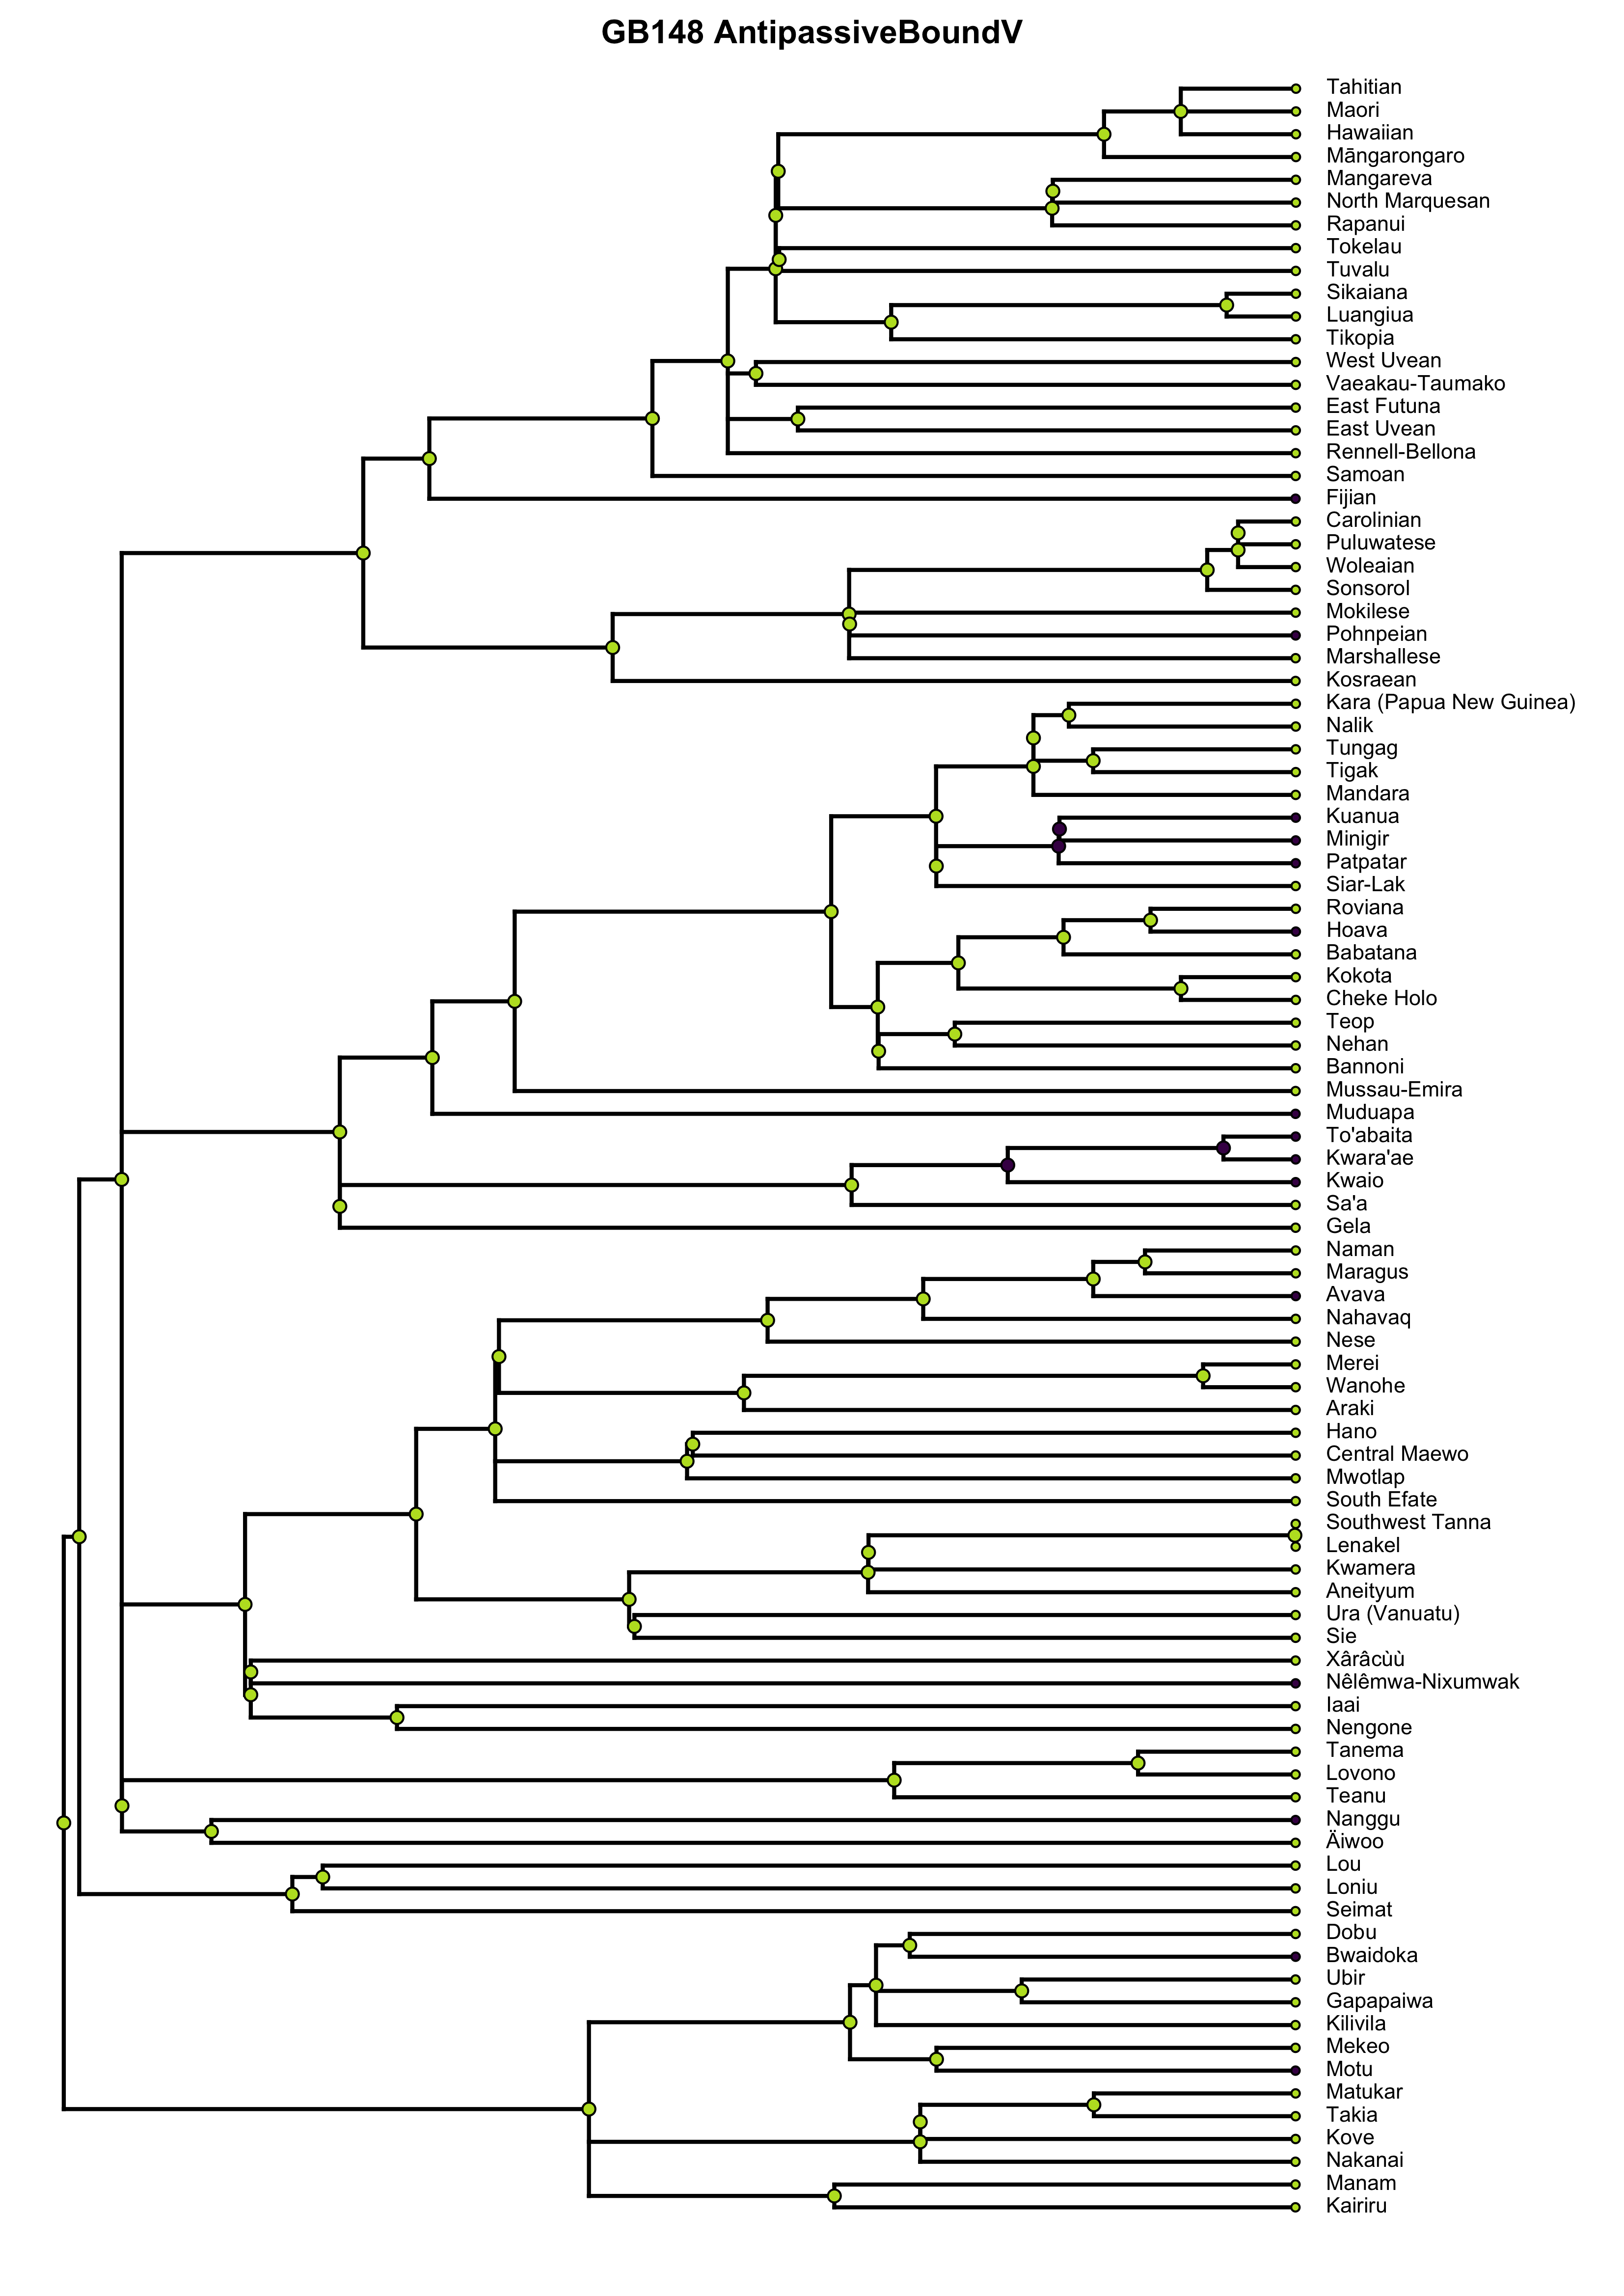 GB148 AntipassiveBoundV
Tahitian
Maori
Hawaiian
Māngarongaro
Mangareva
North Marquesan
Rapanui
Tokelau
Tuvalu
Sikaiana
Luangiua
Tikopia
West Uvean
Vaeakau-Taumako
East Futuna
East Uvean
Rennell-Bellona
Samoan
Fijian
Carolinian
Puluwatese
Woleaian
Sonsorol
Mokilese
Pohnpeian
Marshallese
Kosraean
Kara (Papua New Guinea)
Nalik
Tungag
Tigak
Mandara
Kuanua
Minigir
Patpatar
Siar-Lak
Roviana
Hoava
Babatana
Kokota
Cheke Holo
Teop
Nehan
Bannoni
Mussau-Emira
Muduapa
To'abaita
Kwara'ae
Kwaio
Sa'a
Gela
Naman
Maragus
Avava
Nahavaq
Nese
Merei
Wanohe
Araki
Hano
Central Maewo
Mwotlap
South Efate
Southwest Tanna
Lenakel
Kwamera
Aneityum
Ura (Vanuatu)
Sie
Xârâcùù
Nêlêmwa-Nixumwak
Iaai
Nengone
Tanema
Lovono
Teanu
Nanggu
Äiwoo
Lou
Loniu
Seimat
Dobu
Bwaidoka
Ubir
Gapapaiwa
Kilivila
Mekeo
Motu
Matukar
Takia
Kove
Nakanai
Manam
Kairiru